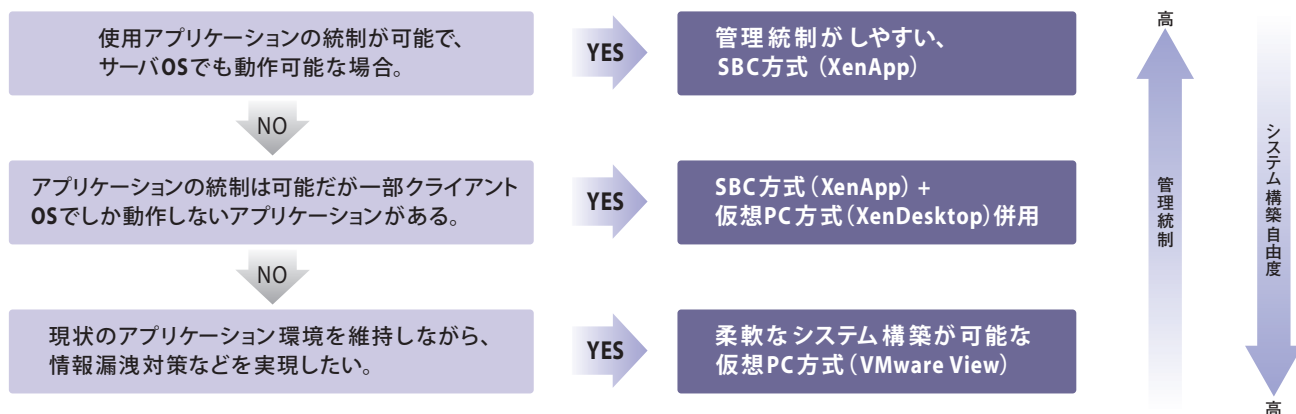 使用アプリケーションの統制が可能で、
サーバOSでも動作可能な場合。
YES
管理統制がしやすい、
SBC方式(XenApp)
NO
アプリケーションの統制は可能だが一部クライアント
OSでしか動作しないアプリケーションがある。
YES
SBC方式(XenApp)+
仮想PC方式(XenDesktop)併用
NO
現状のアプリケーション環境を維持しながら、
情報漏洩対策などを実現したい。
YES
柔軟なシステム構築が可能な
仮想PC方式(VMware View)
高
管理統制
システム構築自由度
高